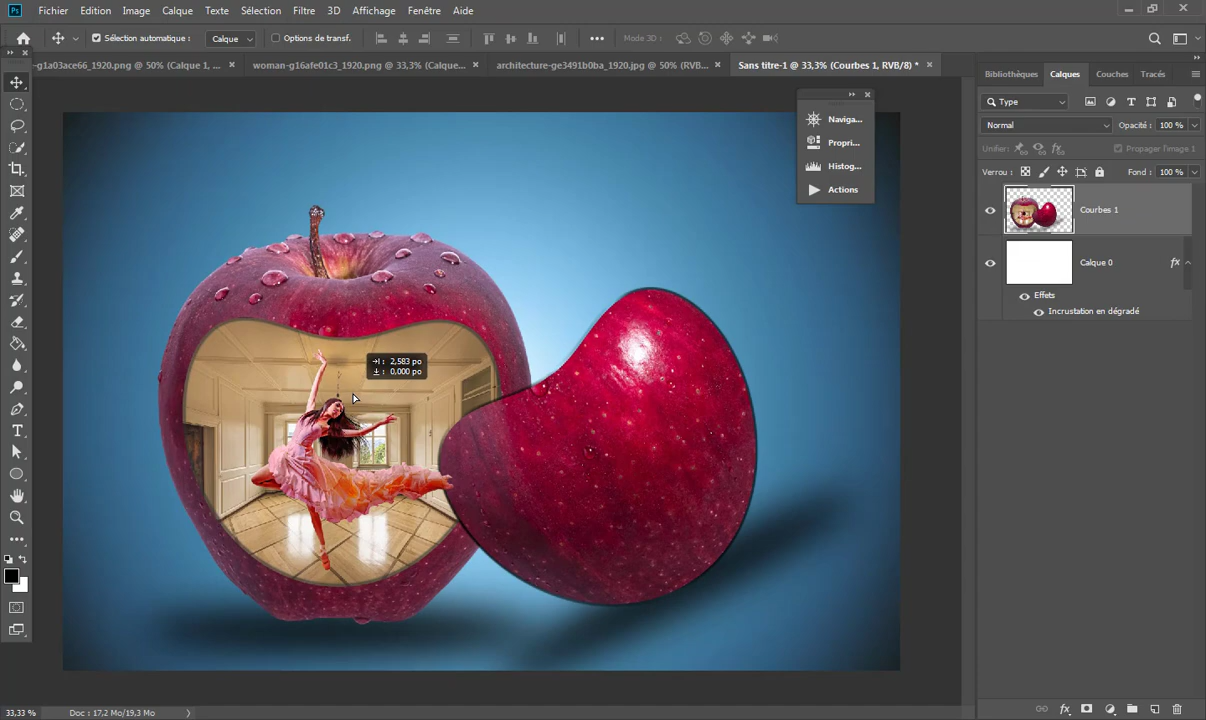 Ps Fichier Edition Image Calque Texte Sélection Filtre 3D Affichage Fenêtre Aide
Sélection automatique : Calque Options de transf. Mode 3D :
-g1a03ace66_1920.png @ 50% (Calque 1, ... × woman-g16afe01c3_1920.png @ 33,3% (Calque... × architecture-ge3491b0ba_1920.jpg @ 50% (RVB... × Sans titre-1 @ 33,3% (Courbes 1, RVB/8) * ×
Bibliothèques Calques Couches Tracés
Naviga...
Propri...
Histog...
Actions
Type
Normal Opacité : 100 %
Unifier : Propager l'image 1
Verrou : Fond : 100 %
Courbes 1
Calque 0 fx
Effets
Incrustation en dégradé
2,583 po
0,000 po
33,33 % Doc : 17,2 Mo/19,3 Mo